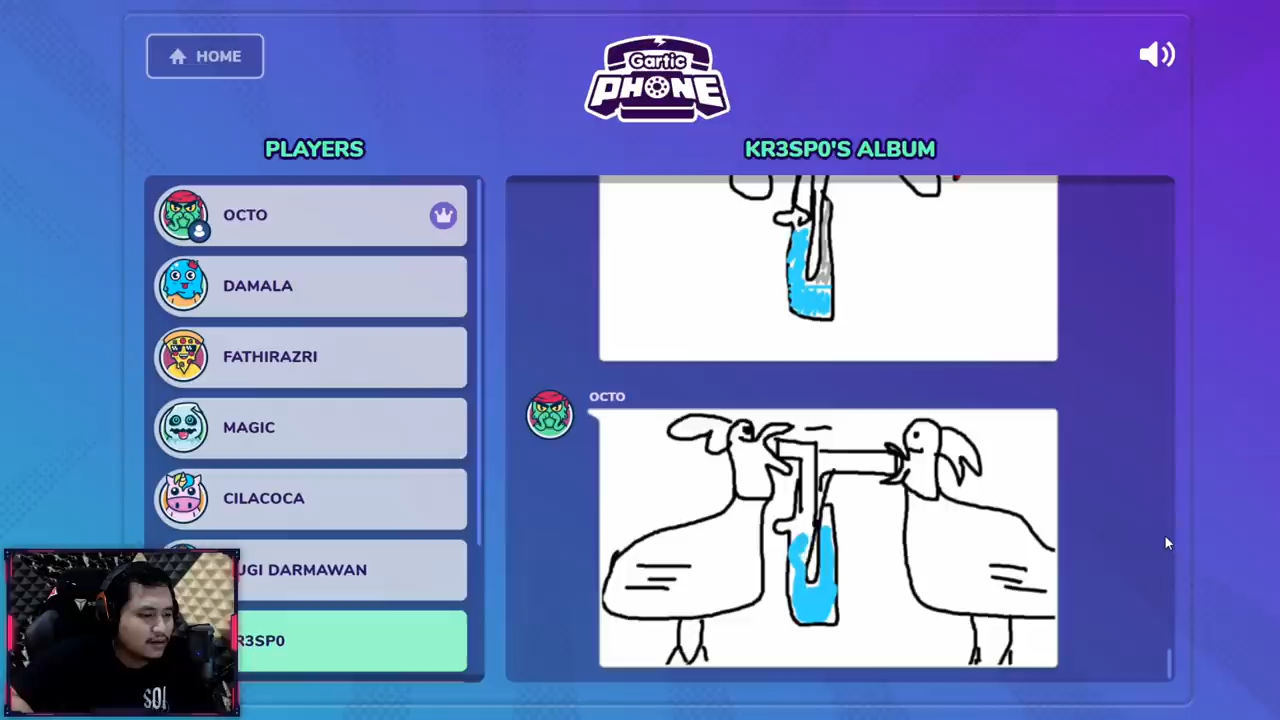 HOME
Gartic
PHONE
PLAYERS
KR3SP0'S ALBUM
OCTO
DAMALA
FATHIRAZRI
MAGIC
CILACOCA
UGI DARMAWAN
R3SP0
OCTO